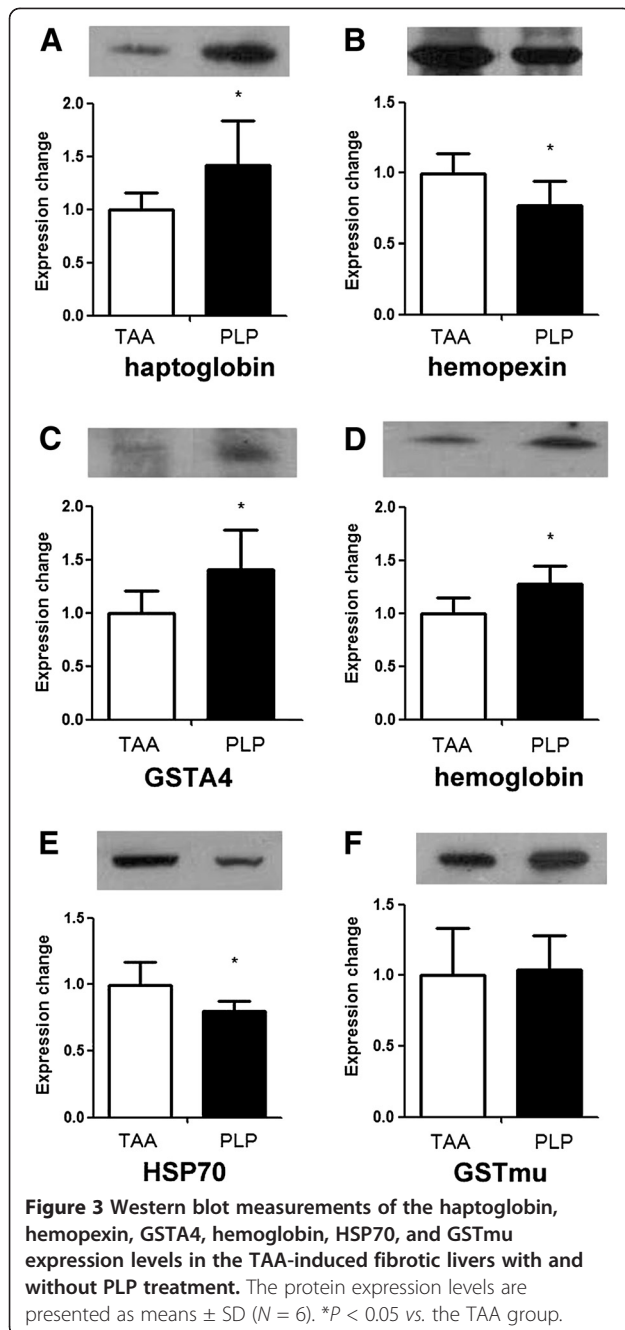 A
B
*
2.0
1.5
1.0
0.5
0.0
Expression change
TAA
PLP
haptoglobin
*
1.5
1.0
0.5
0.0
Expression change
TAA
PLP
hemopexin
C
D
*
2.0
1.5
1.0
0.5
0.0
Expression change
TAA
PLP
GSTA4
*
2.0
1.5
1.0
0.5
0.0
Expression change
TAA
PLP
hemoglobin
E
F
*
1.5
1.0
0.5
0.0
Expression change
TAA
PLP
HSP70
1.5
1.0
0.5
0.0
Expression change
TAA
PLP
GSTmu
Figure 3 Western blot measurements of the haptoglobin,
hemopexin, GSTA4, hemoglobin, HSP70, and GSTmu
expression levels in the TAA-induced fibrotic livers with and
without PLP treatment. The protein expression levels are
presented as means ± SD (N = 6). *P < 0.05 vs. the TAA group.